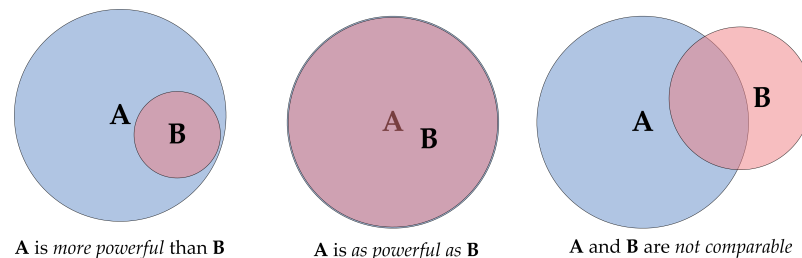 A
B
A is more powerful than B
A
B
A is as powerful as B
A
B
A and B are not comparable